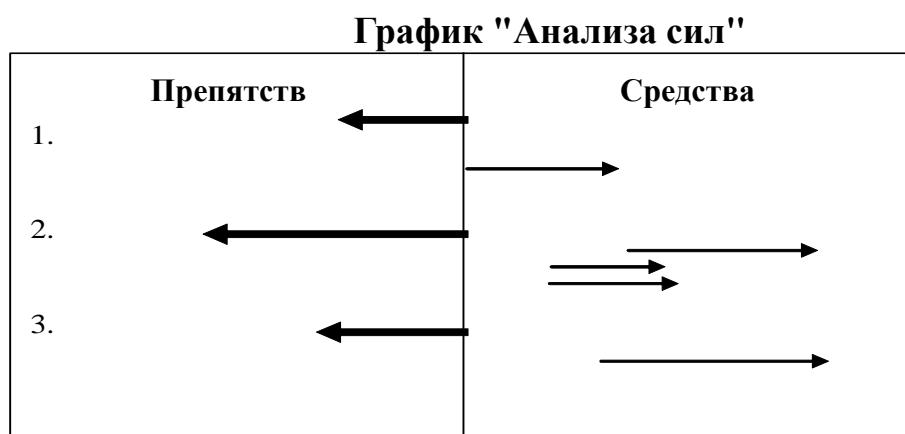 График "Анализа сил"
Препятств
Средства
1.
2.
3.